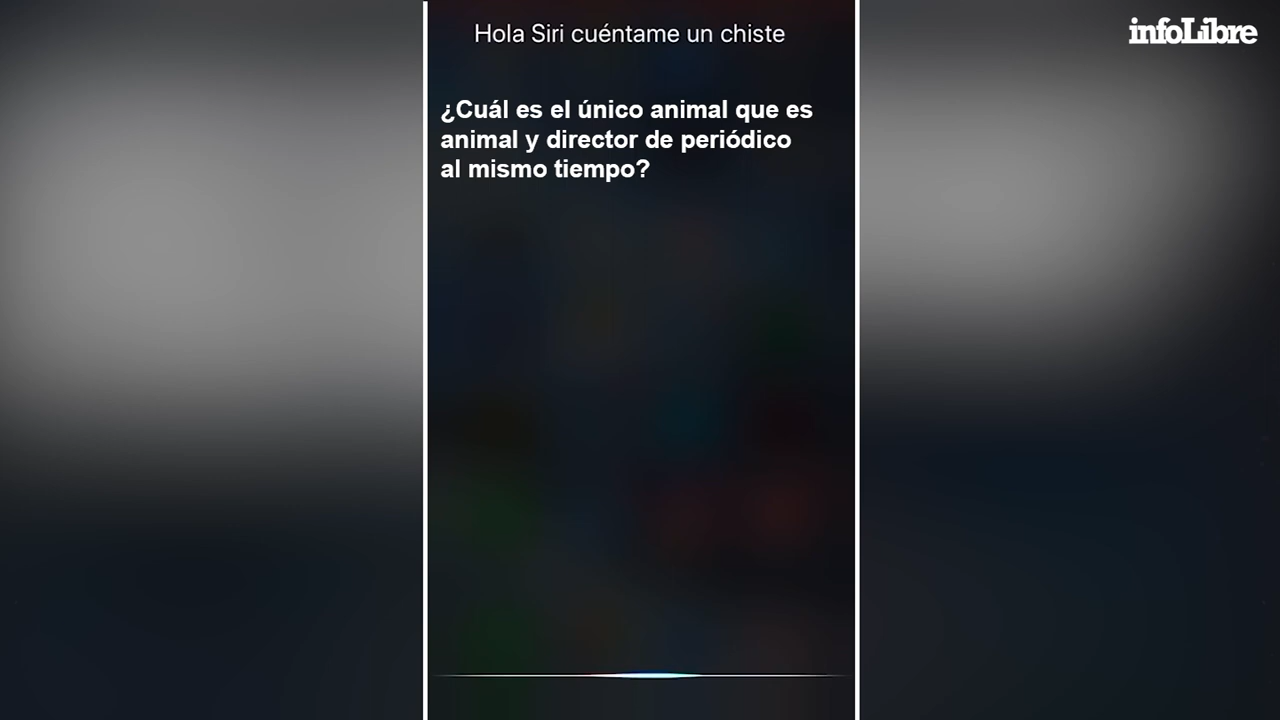 Hola Siri cuéntame un chiste
infoLibre
¿Cuál es el único animal que es
animal y director de periódico
al mismo tiempo?